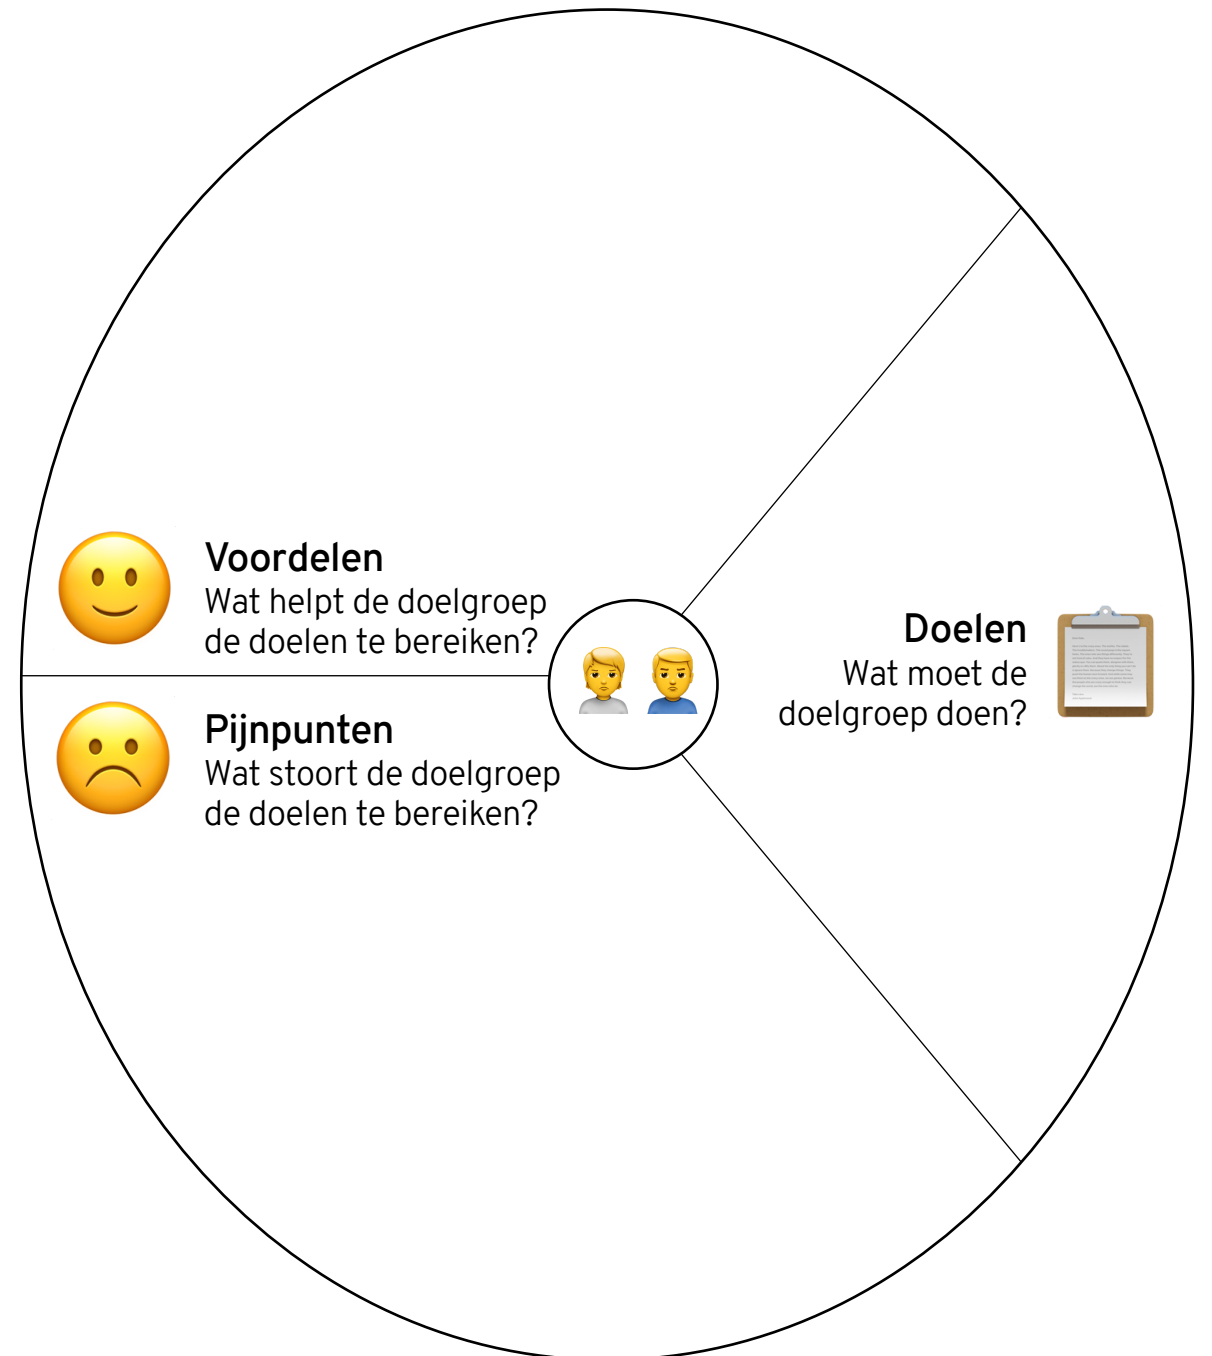 Voordelen
Wat helpt de doelgroep
de doelen te bereiken?
Pijnpunten
Wat stoort de doelgroep
de doelen te bereiken?
Doelen
Wat moet de
doelgroep doen?